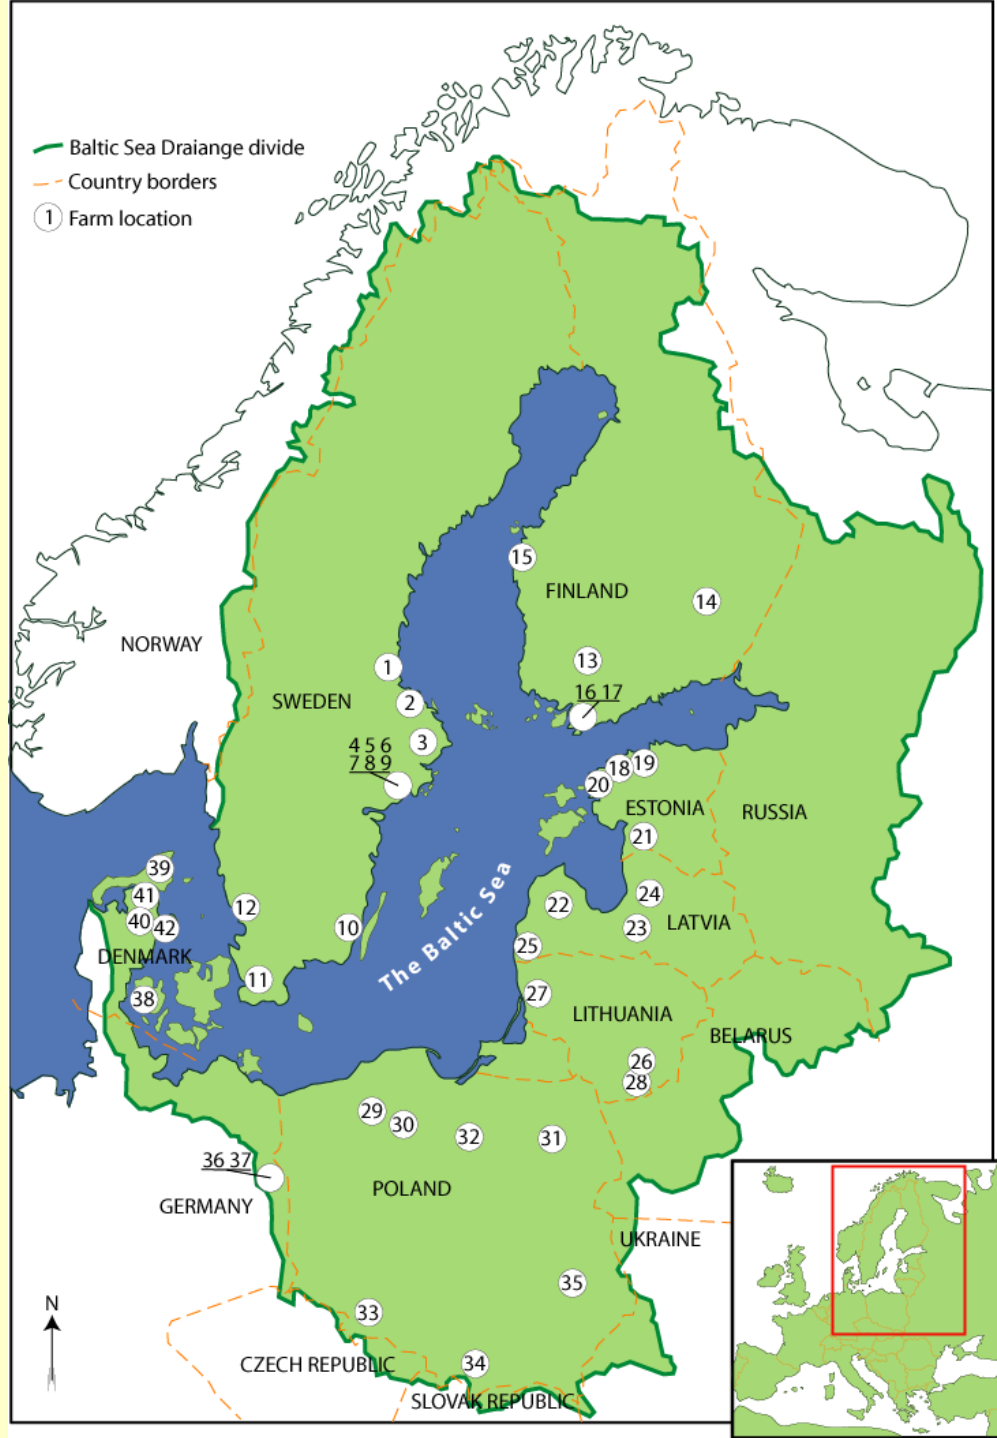 Baltic Sea Draiange divide
Country borders
1 Farm location
15
FINLAND
14
NORWAY
13
1
SWEDEN
2
16 17
3
4 5 6
7 8 9
19
18
20
ESTONIA
RUSSIA
21
39
41
24
12
22
40
42
10
23
LATVIA
The Baltic Sea
25
DENMARK
11
38
27
LITHUANIA
BELARUS
26
28
29
30
32
31
36 37
POLAND
GERMANY
UKRAINE
35
N
33
CZECH REPUBLIC
34
SLOVAK REPUBLIC